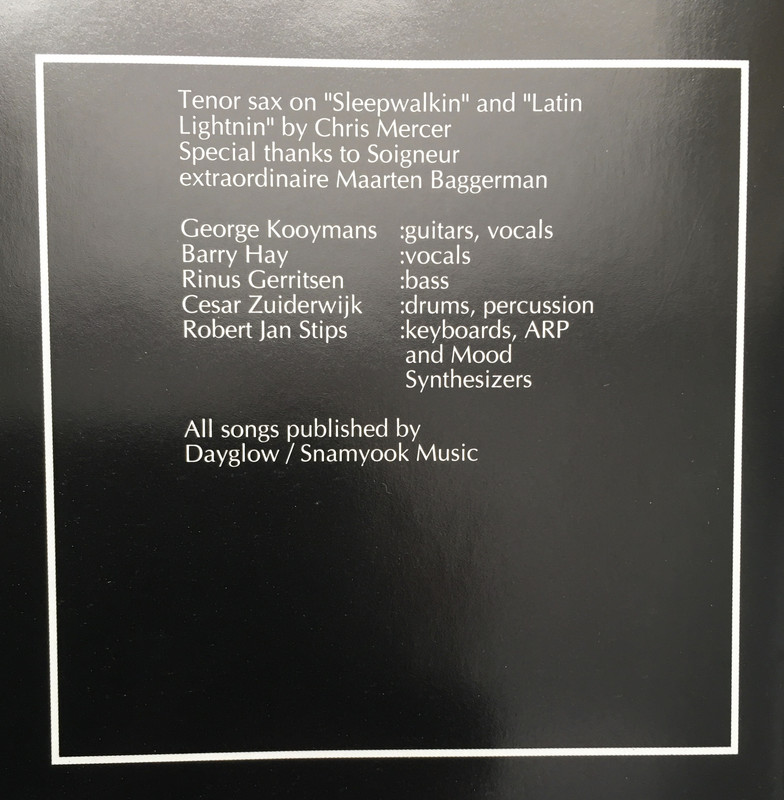 Tenor sax on "Sleepwalkin" and "Latin
Lightnin" by Chris Mercer
Special thanks to Soigneur
extraordinaire Maarten Baggerman
George Kooymans :guitars, vocals
Barry Hay :vocals
Rinus Gerritsen :bass
Cesar Zuiderwijk :drums, percussion
Robert Jan Stips :keyboards, ARP
and Mood
Synthesizers
All songs published by
Dayglow / Snamyook Music